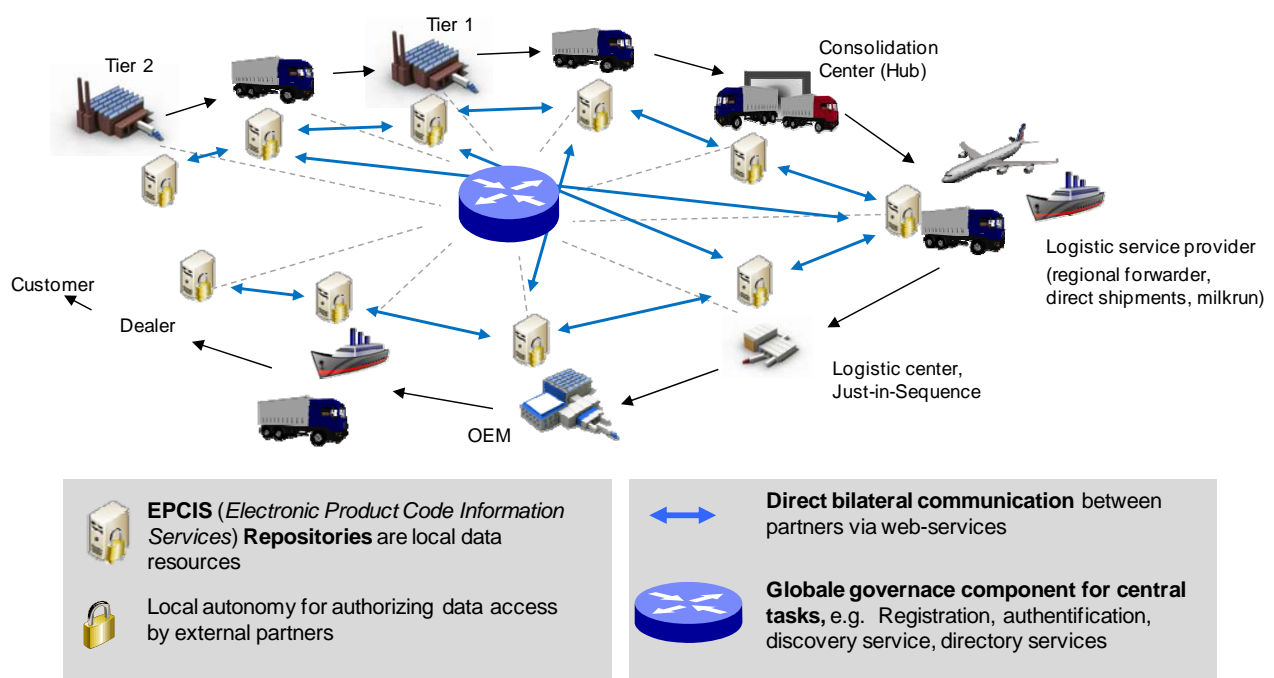 Tier 1
Tier 2
Consolidation
Center (Hub)
Logistic service provider
(regional forwarder,
direct shipments, milkrun)
Customer
Dealer
Logistic center,
Just-in-Sequence
OEM
EPCIS (Electronic Product Code Information
Services) Repositories are local data
resources
Local autonomy for authorizing data access
by external partners
Direct bilateral communication between
partners via web-services
Globale governace component for central
tasks, e.g. Registration, authentification,
discovery service, directory services